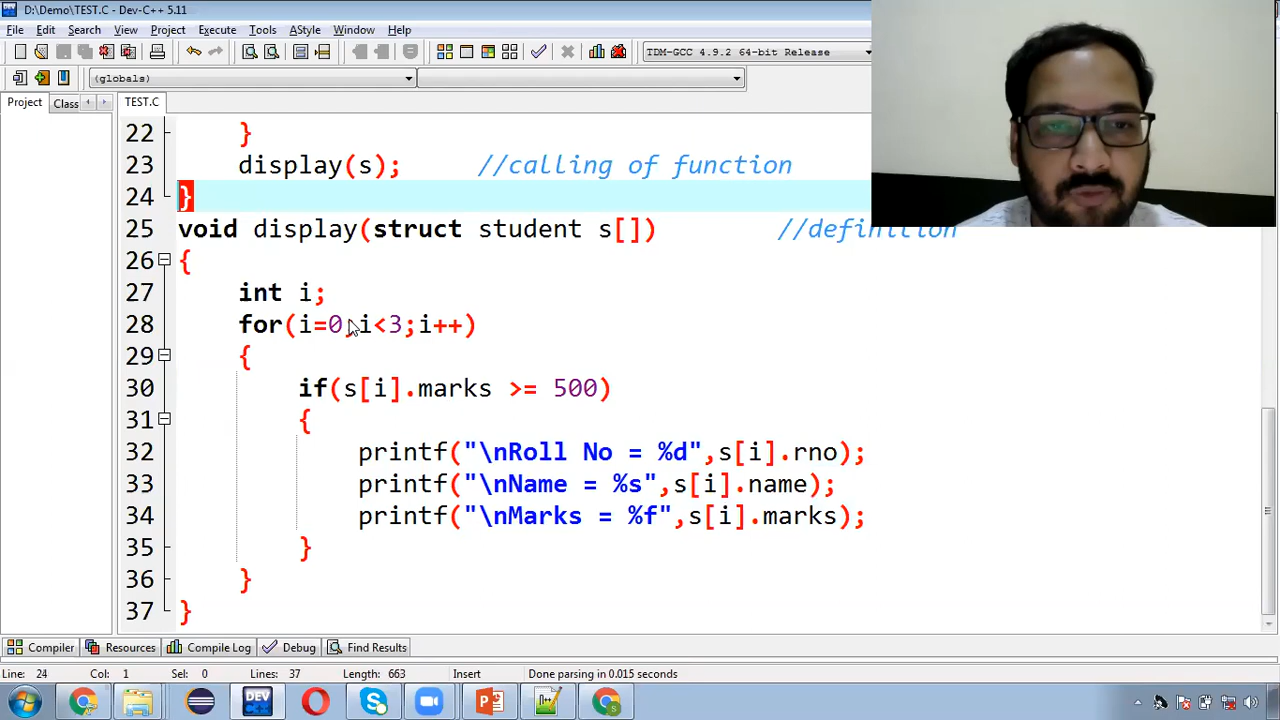 D:\Demo\TEST.C - Dev-C++ 5.11
File Edit Search View Project Execute Tools AStyle Window Help
TDM-GCC 4.9.2 64-bit Release
(globals)
Project Class TEST.C
22 }
23 display(s); //calling of function
24 }
25 void display(struct student s[]) //definition
26 {
27 int i;
28 for(i=0;i<3;i++)
29 {
30 if(s[i].marks >= 500)
31 {
32 printf("\nRoll No = %d",s[i].rno);
33 printf("\nName = %s",s[i].name);
34 printf("\nMarks = %f",s[i].marks);
35 }
36 }
37 }
Compiler Resources Compile Log Debug Find Results
Line: 24 Col: 1 Sel: 0 Lines: 37 Length: 663 Insert Done parsing in 0.015 seconds
DEV C++